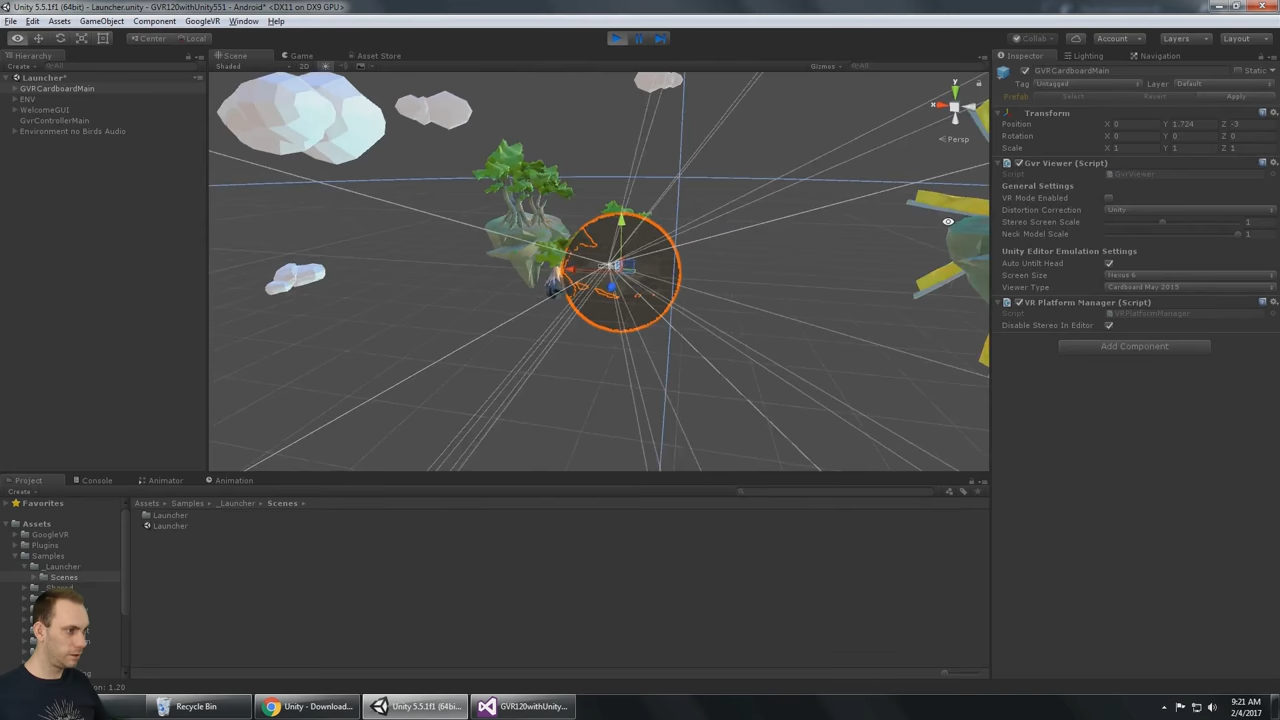 Unity 5.5.1f1 (64bit) - Launcher.unity - GVR120withUnity551 - Android* <DX11 on DX9 GPU>
File Edit Assets GameObject Component GoogleVR Window Help
Center Local
Collab Account Layers Layout
Hierarchy
Scene Game Asset Store
Inspector Lighting Navigation
Create All
Shaded 2D Gizmos All
GVRCardboardMain Static
Launcher*
GVRCardboardMain
ENV
WelcomeGUI
GvrControllerMain
Environment no Birds Audio
Tag Untagged Layer Default
Prefab Select Revert Apply
Transform
Position X 0 Y 1.724 Z -3
Rotation X 0 Y 0 Z 0
Scale X 1 Y 1 Z 1
y
x
Persp
Gvr Viewer (Script)
Script GvrViewer
General Settings
VR Mode Enabled
Distortion Correction Unity
Stereo Screen Scale 1
Neck Model Scale 1
Unity Editor Emulation Settings
Auto Untilt Head
Screen Size Nexus 6
Viewer Type Cardboard May 2015
VR Platform Manager (Script)
Script VRPlatformManager
Disable Stereo In Editor
Add Component
Project Console Animator Animation
Create
Favorites
Assets Samples _Launcher Scenes
Launcher
Launcher
Assets
GoogleVR
Plugins
Samples
_Launcher
Scenes
_Shared
on: 1.20
Recycle Bin
Unity - Download...
Unity 5.5.1f1 (64bi...
GVR120withUnity...
9:21 AM
2/4/2017